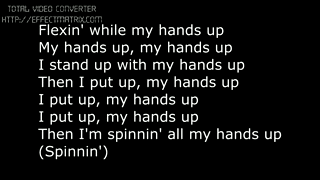 TOTAL VIDEO CONVERTER
HTTP://EFFECTMATRIX.COM
Flexin' while my hands up
My hands up, my hands up
I stand up with my hands up
Then I put up, my hands up
I put up, my hands up
I put up, my hands up
Then I'm spinnin' all my hands up
(Spinnin')